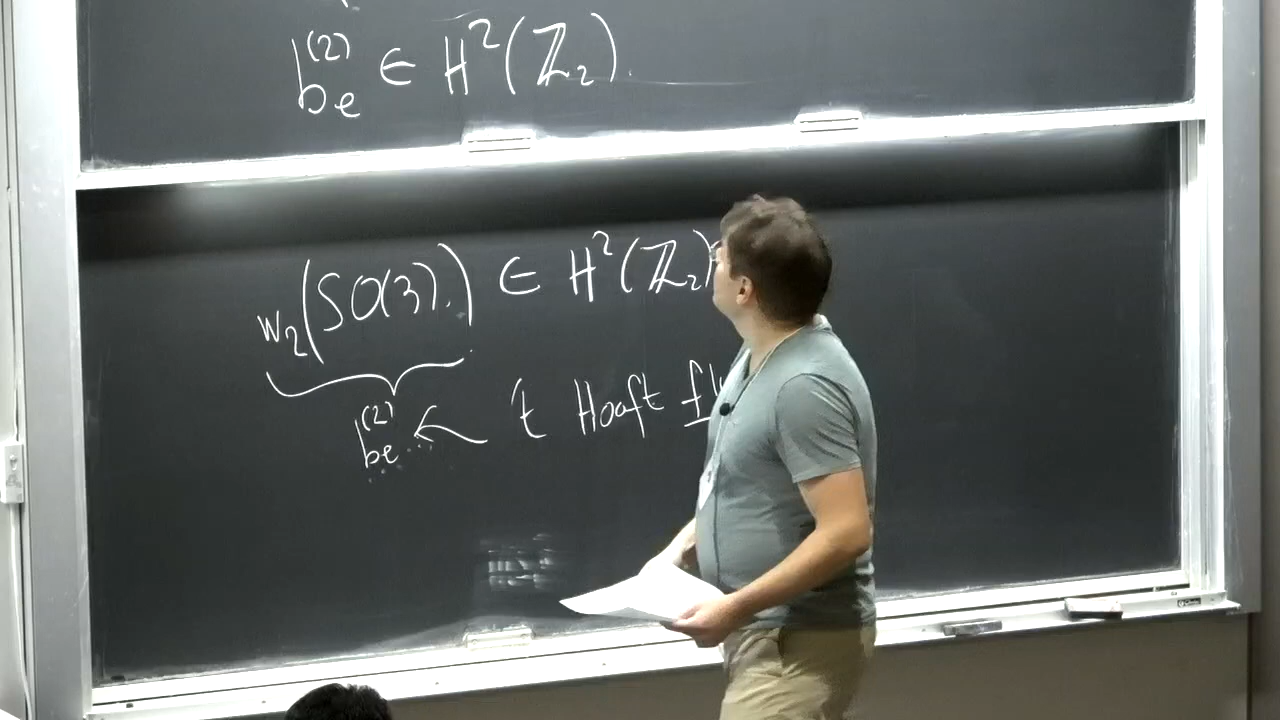 b_e^{(2)} ∈ H^2(ℤ_2).
w_2(SO(3).) ∈ H^2(ℤ_2)
b_e^{(2)} ← 't Hooft